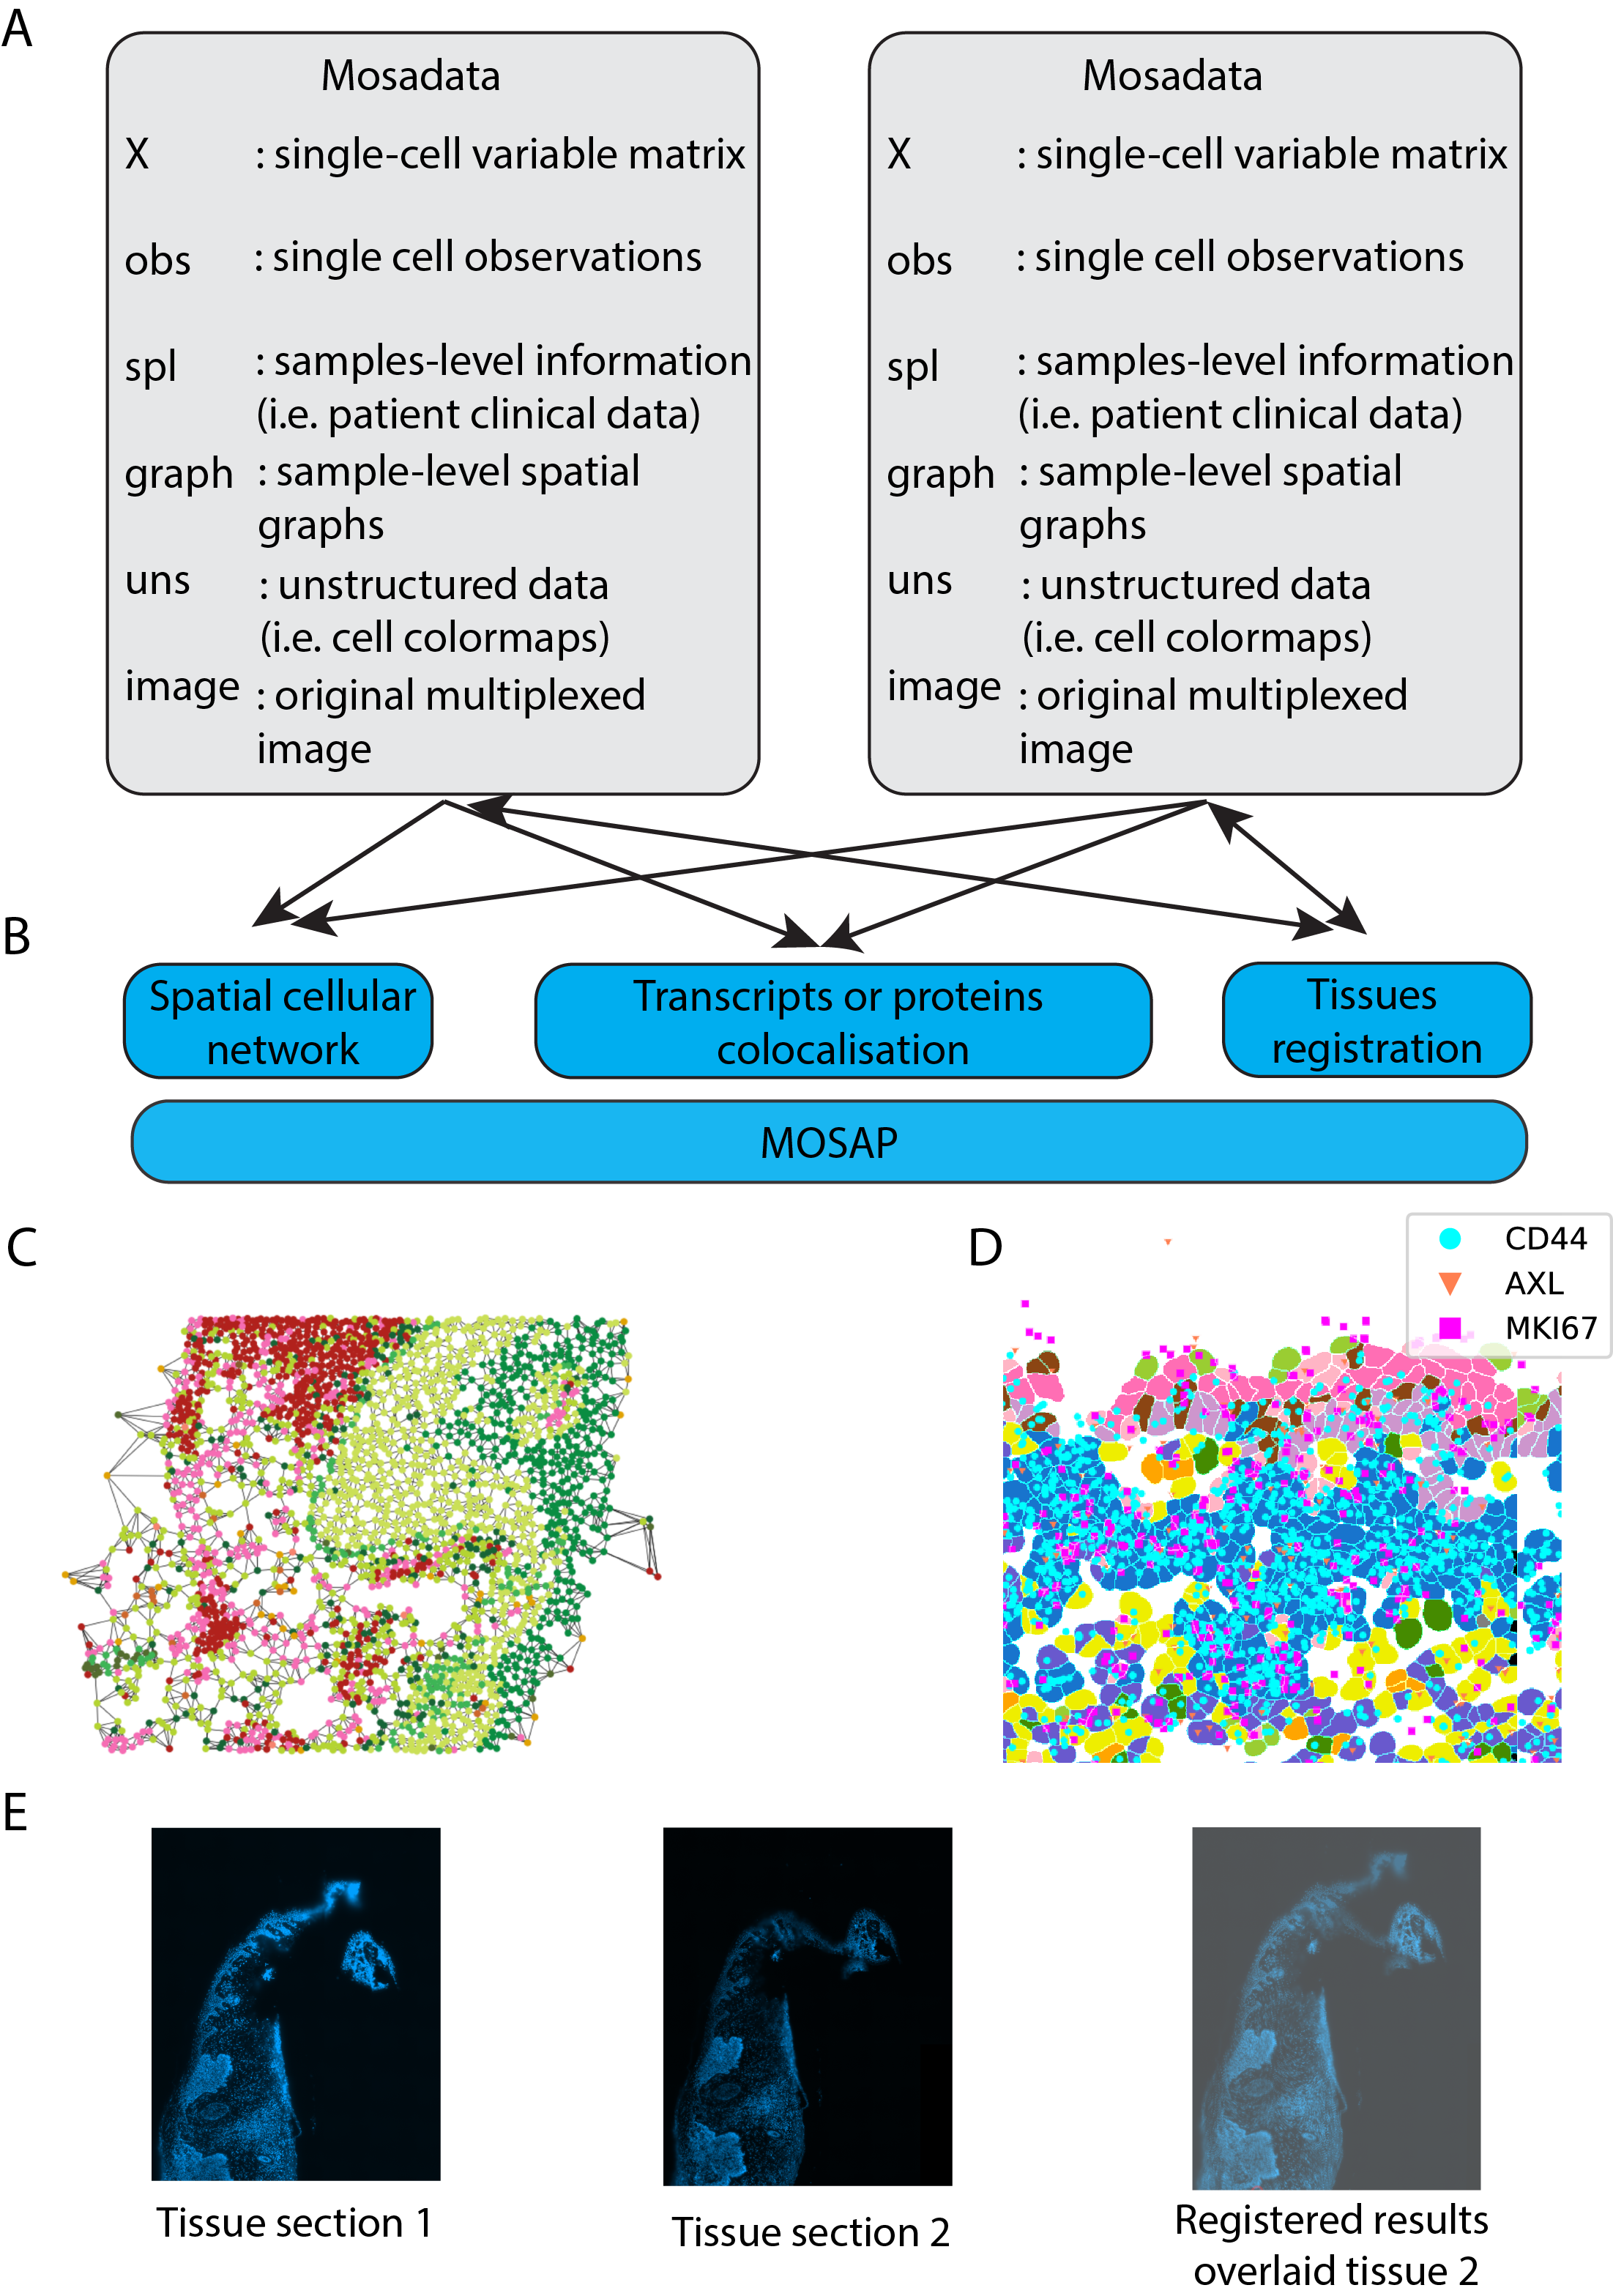 A
Mosadata
X : single-cell variable matrix
obs : single cell observations
spl : samples-level information
(i.e. patient clinical data)
graph : sample-level spatial
graphs
uns : unstructured data
(i.e. cell colormaps)
image : original multiplexed
image
Mosadata
X : single-cell variable matrix
obs : single cell observations
spl : samples-level information
(i.e. patient clinical data)
graph : sample-level spatial
graphs
uns : unstructured data
(i.e. cell colormaps)
image : original multiplexed
image
B
Spatial cellular
network
Transcripts or proteins
colocalisation
Tissues
registration
MOSAP
C
D
CD44
AXL
MKI67
E
Tissue section 1
Tissue section 2
Registered results
overlaid tissue 2